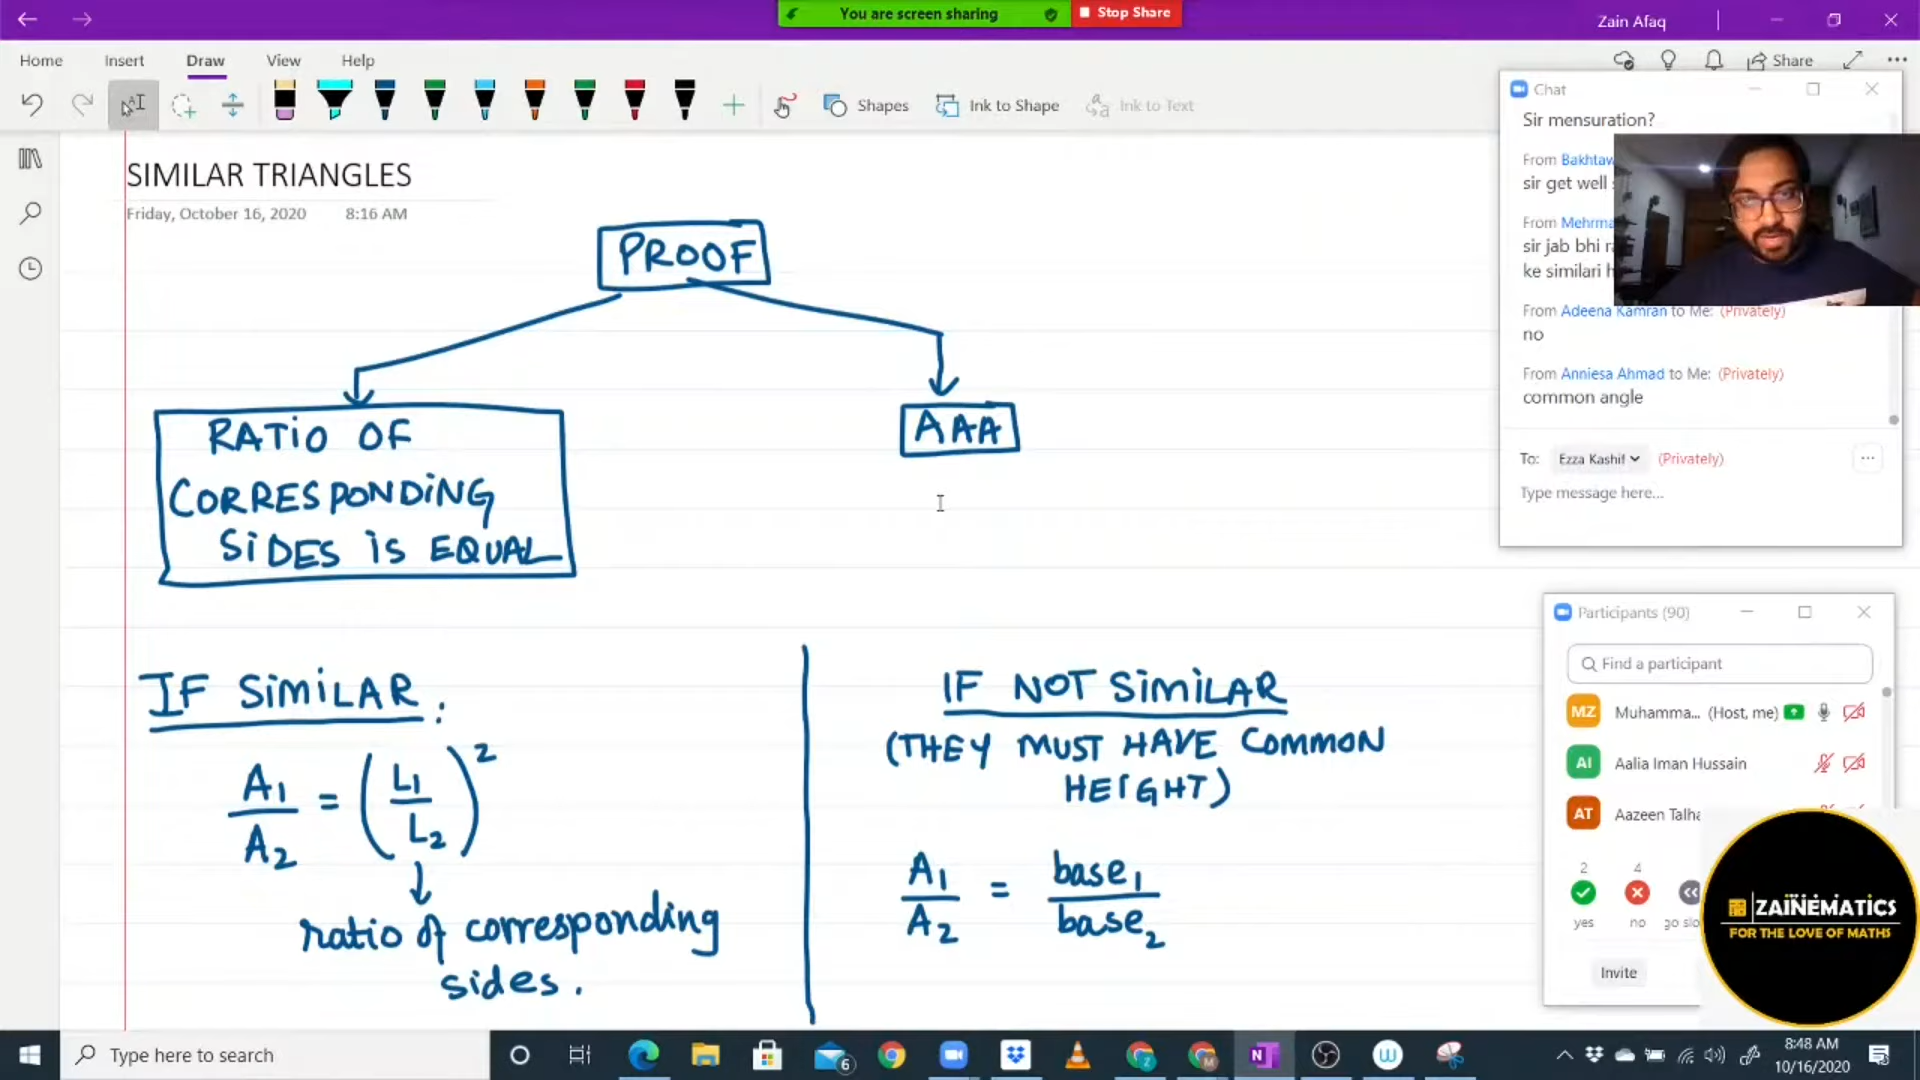 You are screen sharing
Stop Share
Zain Afaq
Home Insert Draw View Help
Share
Shapes
Ink to Shape
Ink to Text
SIMILAR TRIANGLES
Friday, October 16, 2020 8:16 AM
PROOF
RATiO OF
CORRESPONDiNG
SiDES iS EQUAL
AAA
IF SiMiLAR:
A1/A2 = (L1/L2)2
ratio of corresponding
sides.
IF NOT SiMiLAR
(THEY MUST HAVE COMMON
HEIGHT)
A1/A2 = base1/base2
Chat
Sir mensuration?
From Bakhtaw
sir get well
From Mehrma
sir jab bhi
ke similari
From Adeena Kamran to Me: (Privately)
no
From Anniesa Ahmad to Me: (Privately)
common angle
To: Ezza Kashif (Privately)
Type message here...
Participants (90)
Find a participant
MZ Muhamma... (Host, me)
AI Aalia Iman Hussain
AT Aazeen Talha
2 4
yes no go slo
Invite
ZAINEMATICS
FOR THE LOVE OF MATHS
Type here to search
6
8:48 AM
10/16/2020